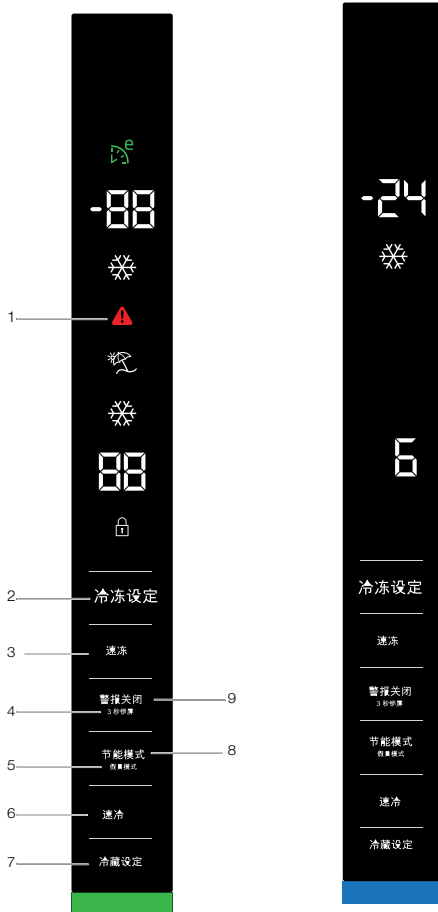 e
-88
1
88
2
冷冻设定
3
速冻
警报关闭
9
4
3 秒锁屏
节能模式
8
5
假日模式
6
速冷
7
冷藏设定
-24
6
冷冻设定
速冻
警报关闭
3 秒锁屏
节能模式
假日模式
速冷
冷藏设定